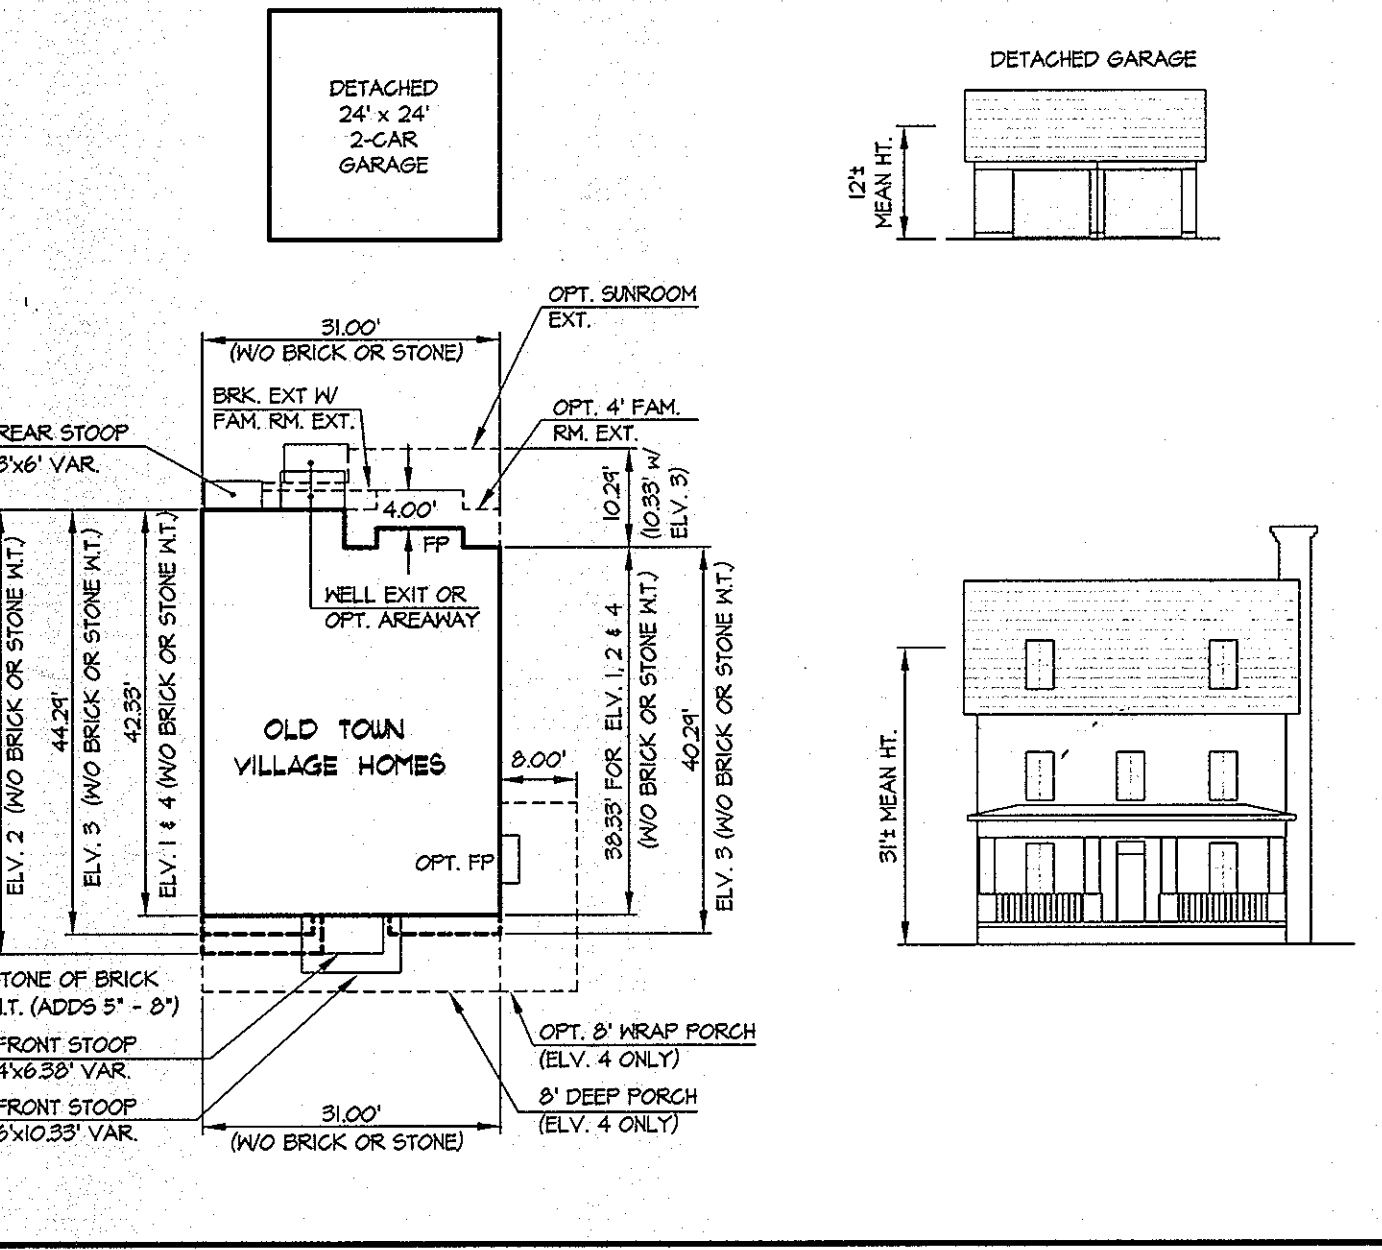 DETACHED
24' x 24'
2-CAR
GARAGE
DETACHED GARAGE
12'±
MEAN HT.
OPT. SUNROOM
EXT.
31.00'
(W/O BRICK OR STONE)
BRK. EXT W/
FAM. RM. EXT.
OPT. 4' FAM.
RM. EXT.
REAR STOOP
3'x6' VAR.
10.29'
(10.33' W/
ELV. 3)
4.00'
FP
WELL EXIT OR
OPT. AREAWAY
ELV. 2 (W/O BRICK OR STONE W.T.)
44.29'
ELV. 3 (W/O BRICK OR STONE W.T.)
42.33'
ELV. 1 & 4 (W/O BRICK OR STONE W.T.)
OLD TOWN
VILLAGE HOMES
8.00'
OPT. FP
38.33' FOR ELV. 1, 2 & 4
(W/O BRICK OR STONE W.T.)
40.29'
ELV. 3 (W/O BRICK OR STONE W.T.)
31'± MEAN HT.
TONE OF BRICK
.T. (ADDS 5" - 8")
FRONT STOOP
4'x6.38' VAR.
FRONT STOOP
6'x10.33' VAR.
OPT. 8' WRAP PORCH
(ELV. 4 ONLY)
8' DEEP PORCH
(ELV. 4 ONLY)
31.00'
(W/O BRICK OR STONE)